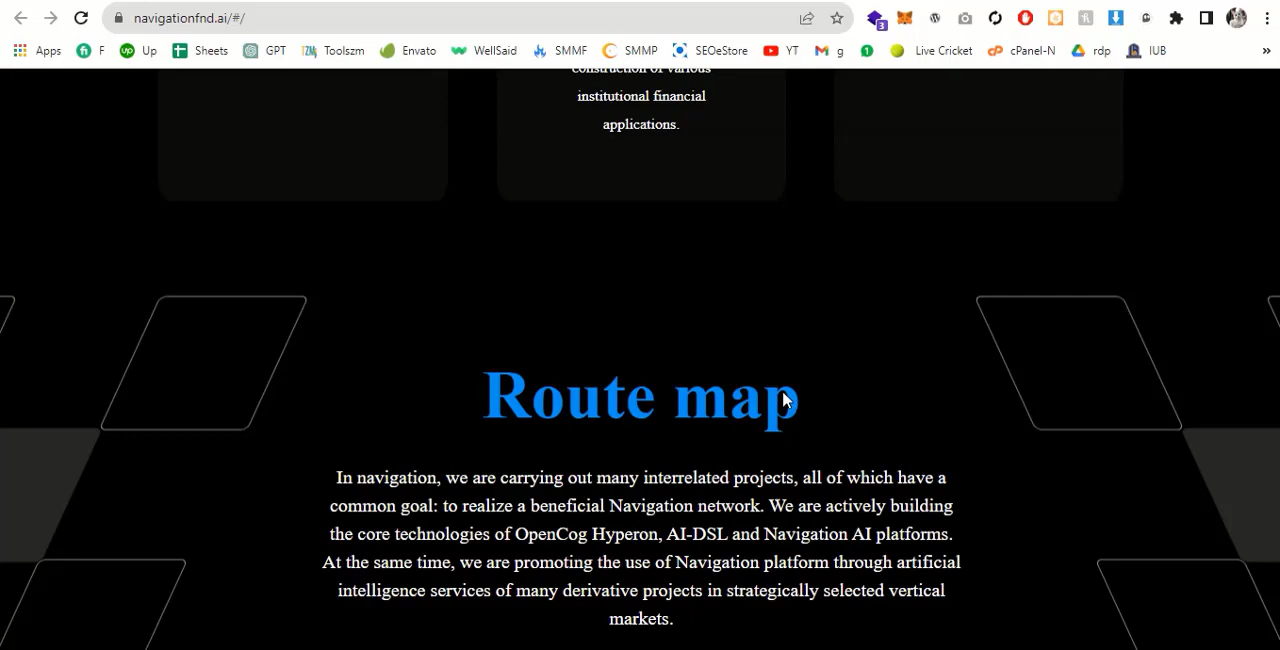 navigationfnd.ai/#/
3
Apps F Up Sheets GPT Toolszm Envato WellSaid SMMF SMMP SEOeStore YT g 1 Live Cricket cPanel-N rdp IUB »
construction of various
institutional financial
applications.
Route map
In navigation, we are carrying out many interrelated projects, all of which have a
common goal: to realize a beneficial Navigation network. We are actively building
the core technologies of OpenCog Hyperon, AI-DSL and Navigation AI platforms.
At the same time, we are promoting the use of Navigation platform through artificial
intelligence services of many derivative projects in strategically selected vertical
markets.